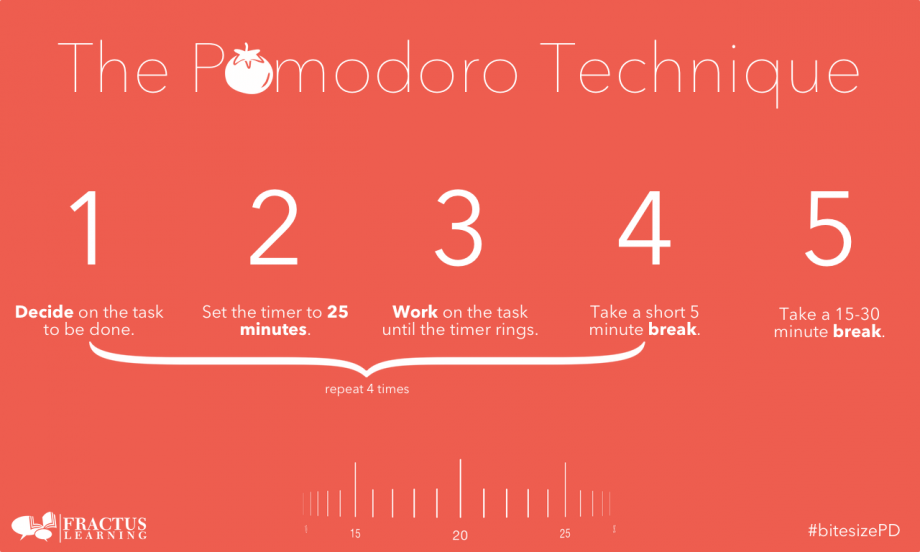 The Pomodoro Technique
1
2
3
4
5
Decide on the task
to be done.
Set the timer to 25
minutes.
Work on the task
until the timer rings.
Take a short 5
minute break.
Take a 15-30
minute break.
repeat 4 times
15
20
25
FRACTUS
LEARNING
#bitesizePD